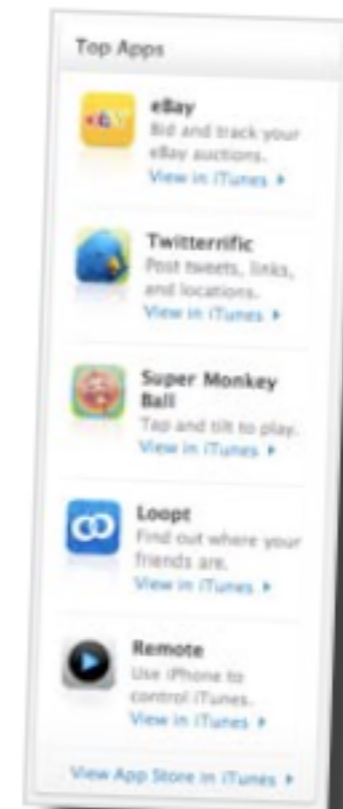 Top Apps
eBay
eBay
Bid and track your
eBay auctions.
View in iTunes
Twitterrific
Post tweets, links,
and locations.
View in iTunes
Super Monkey
Ball
Tap and tilt to play.
View in iTunes
Loopt
Find out where your
friends are.
View in iTunes
Remote
Use iPhone to
control iTunes.
View in iTunes
View App Store in iTunes